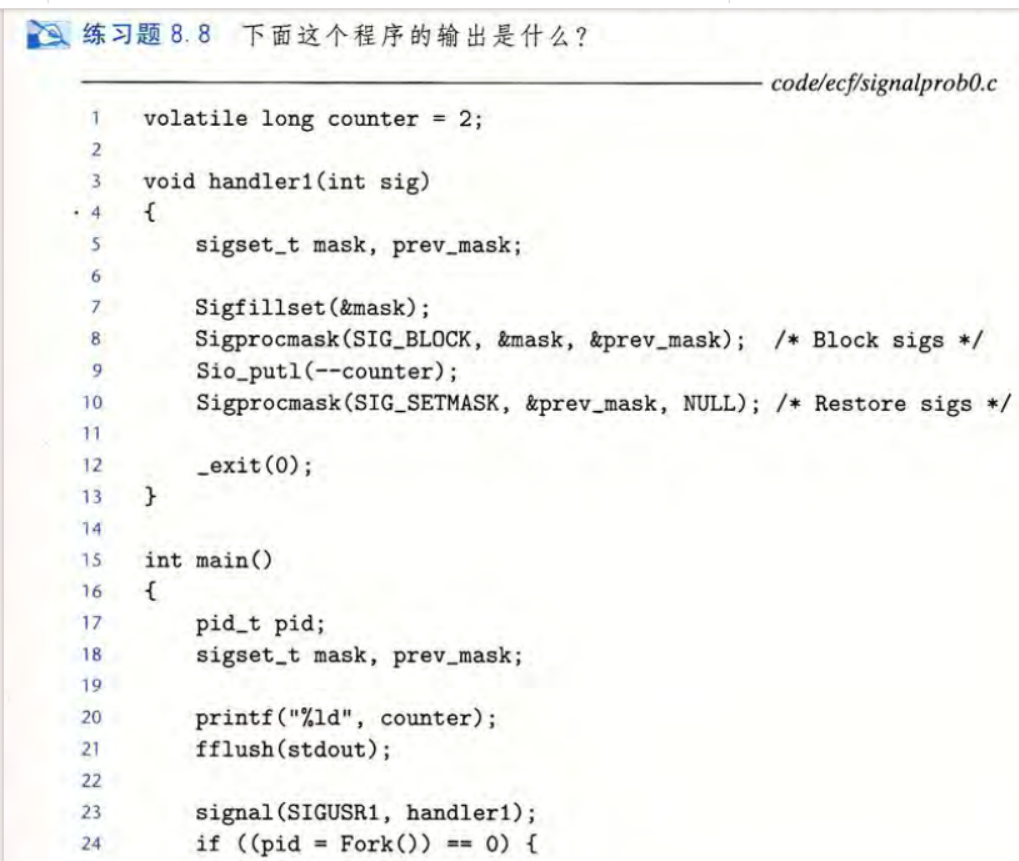 练习题 8.8 下面这个程序的输出是什么?
code/ecf/signalprob0.c
1 volatile long counter = 2;
2
3 void handler1(int sig)
4 {
5     sigset_t mask, prev_mask;
6
7     Sigfillset(&mask);
8     Sigprocmask(SIG_BLOCK, &mask, &prev_mask);  /* Block sigs */
9     Sio_putl(--counter);
10     Sigprocmask(SIG_SETMASK, &prev_mask, NULL); /* Restore sigs */
11
12     _exit(0);
13 }
14
15 int main()
16 {
17     pid_t pid;
18     sigset_t mask, prev_mask;
19
20     printf("%ld", counter);
21     fflush(stdout);
22
23     signal(SIGUSR1, handler1);
24     if ((pid = Fork()) == 0) {